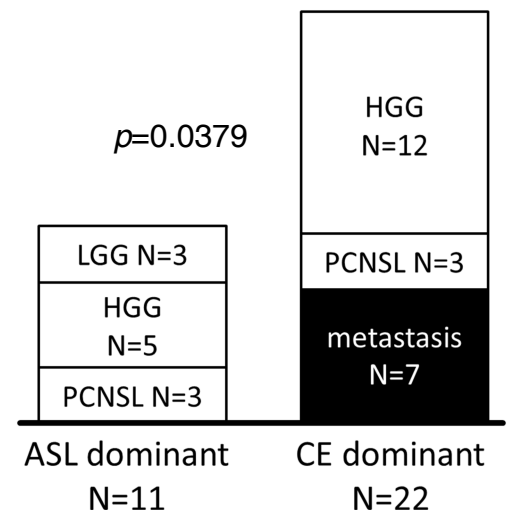 HGG
N=12
p=0.0379
LGG N=3
PCNSL N=3
HGG
N=5
metastasis
N=7
PCNSL N=3
ASL dominant
N=11
CE dominant
N=22